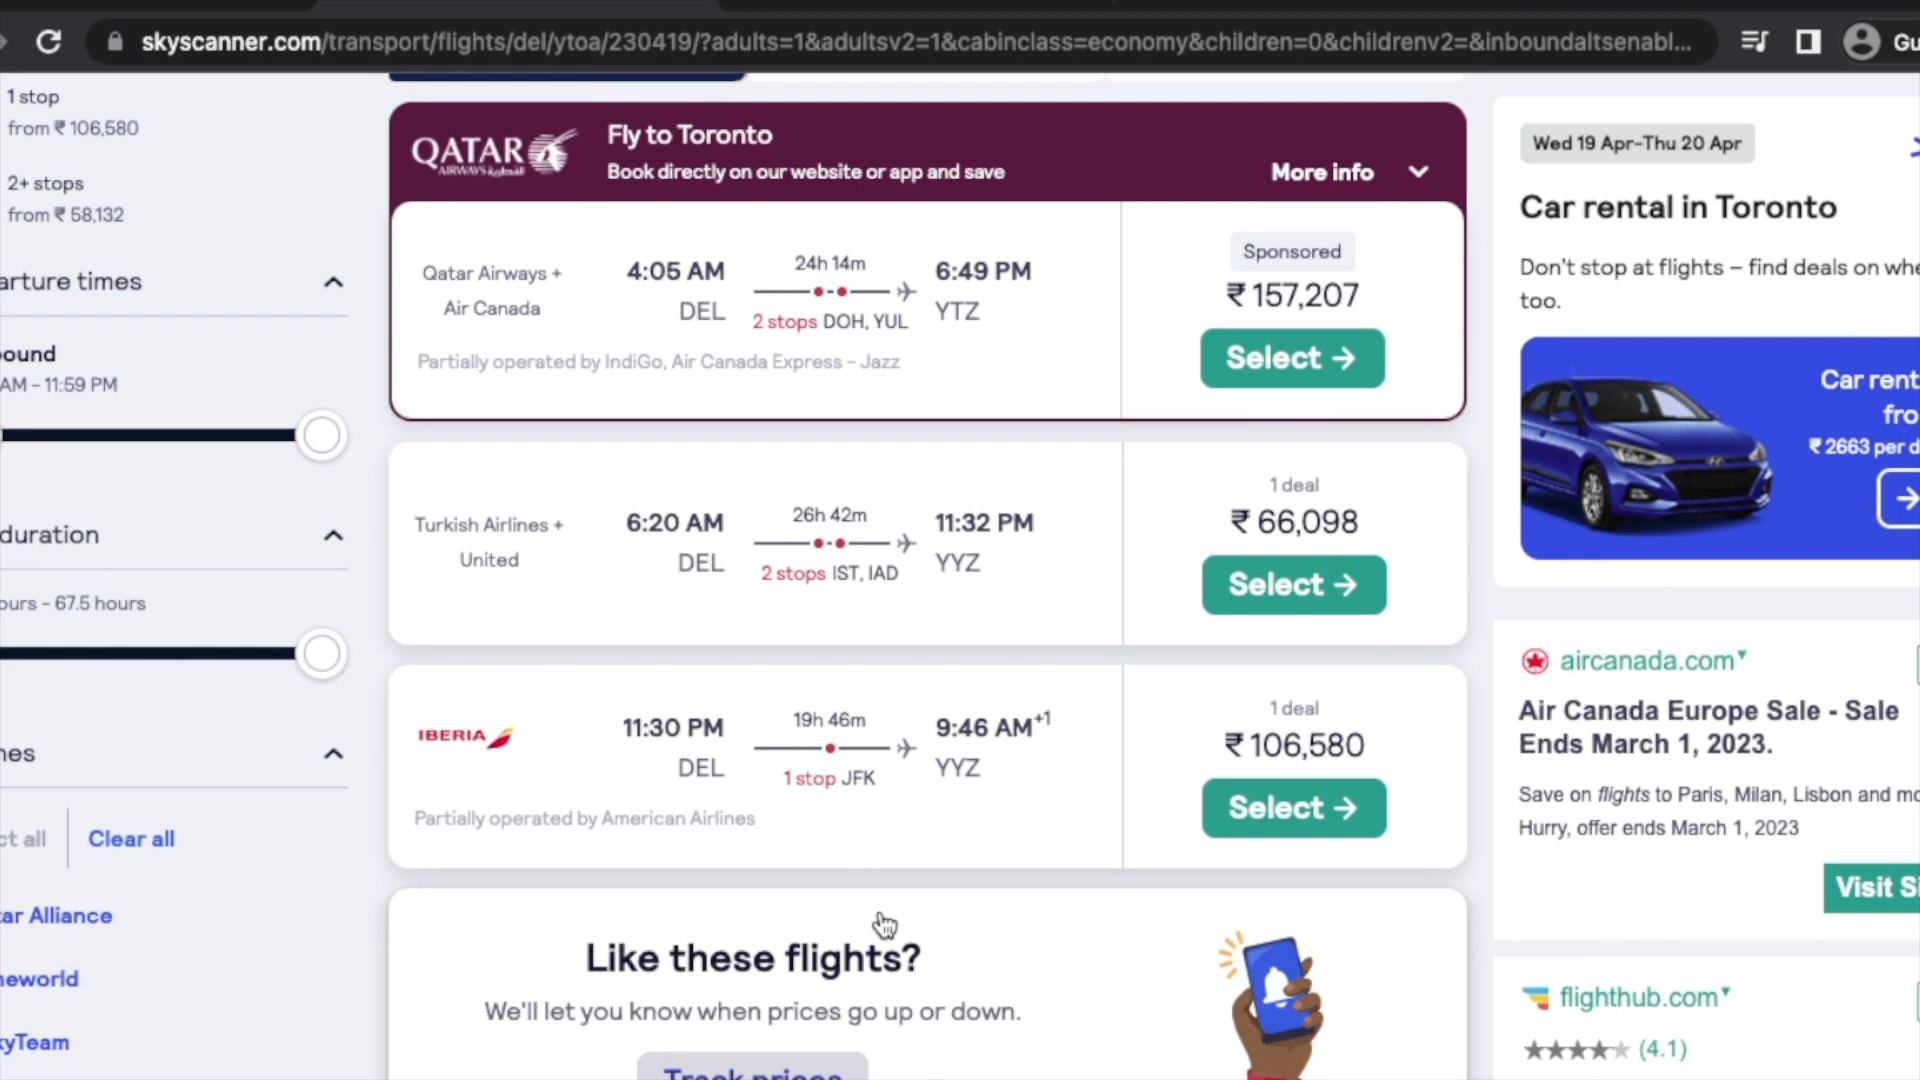 skyscanner.com/transport/flights/del/ytoa/230419/?adults=1&adultsv2=1&cabinclass=economy&children=0&childrenv2=&inboundaltsenabl...
Gu
1 stop
from ₹ 106,580
2+ stops
from ₹ 58,132
arture times
ound
AM - 11:59 PM
duration
ours - 67.5 hours
nes
ct all
Clear all
ar Alliance
neworld
kyTeam
QATAR
AIRWAYS القطرية
Fly to Toronto
Book directly on our website or app and save
More info
Qatar Airways +
Air Canada
4:05 AM
DEL
24h 14m
2 stops DOH, YUL
6:49 PM
YTZ
Partially operated by IndiGo, Air Canada Express - Jazz
Sponsored
₹ 157,207
Select →
Turkish Airlines +
United
6:20 AM
DEL
26h 42m
2 stops IST, IAD
11:32 PM
YYZ
1 deal
₹ 66,098
Select →
IBERIA
11:30 PM
DEL
19h 46m
1 stop JFK
9:46 AM+1
YYZ
Partially operated by American Airlines
1 deal
₹ 106,580
Select →
Like these flights?
We'll let you know when prices go up or down.
Track prices
Wed 19 Apr-Thu 20 Apr
Car rental in Toronto
Don't stop at flights – find deals on whe
too.
Car rent
fro
₹ 2663 per d
aircanada.com
Air Canada Europe Sale - Sale
Ends March 1, 2023.
Save on flights to Paris, Milan, Lisbon and mo
Hurry, offer ends March 1, 2023
Visit Si
flighthub.com
(4.1)